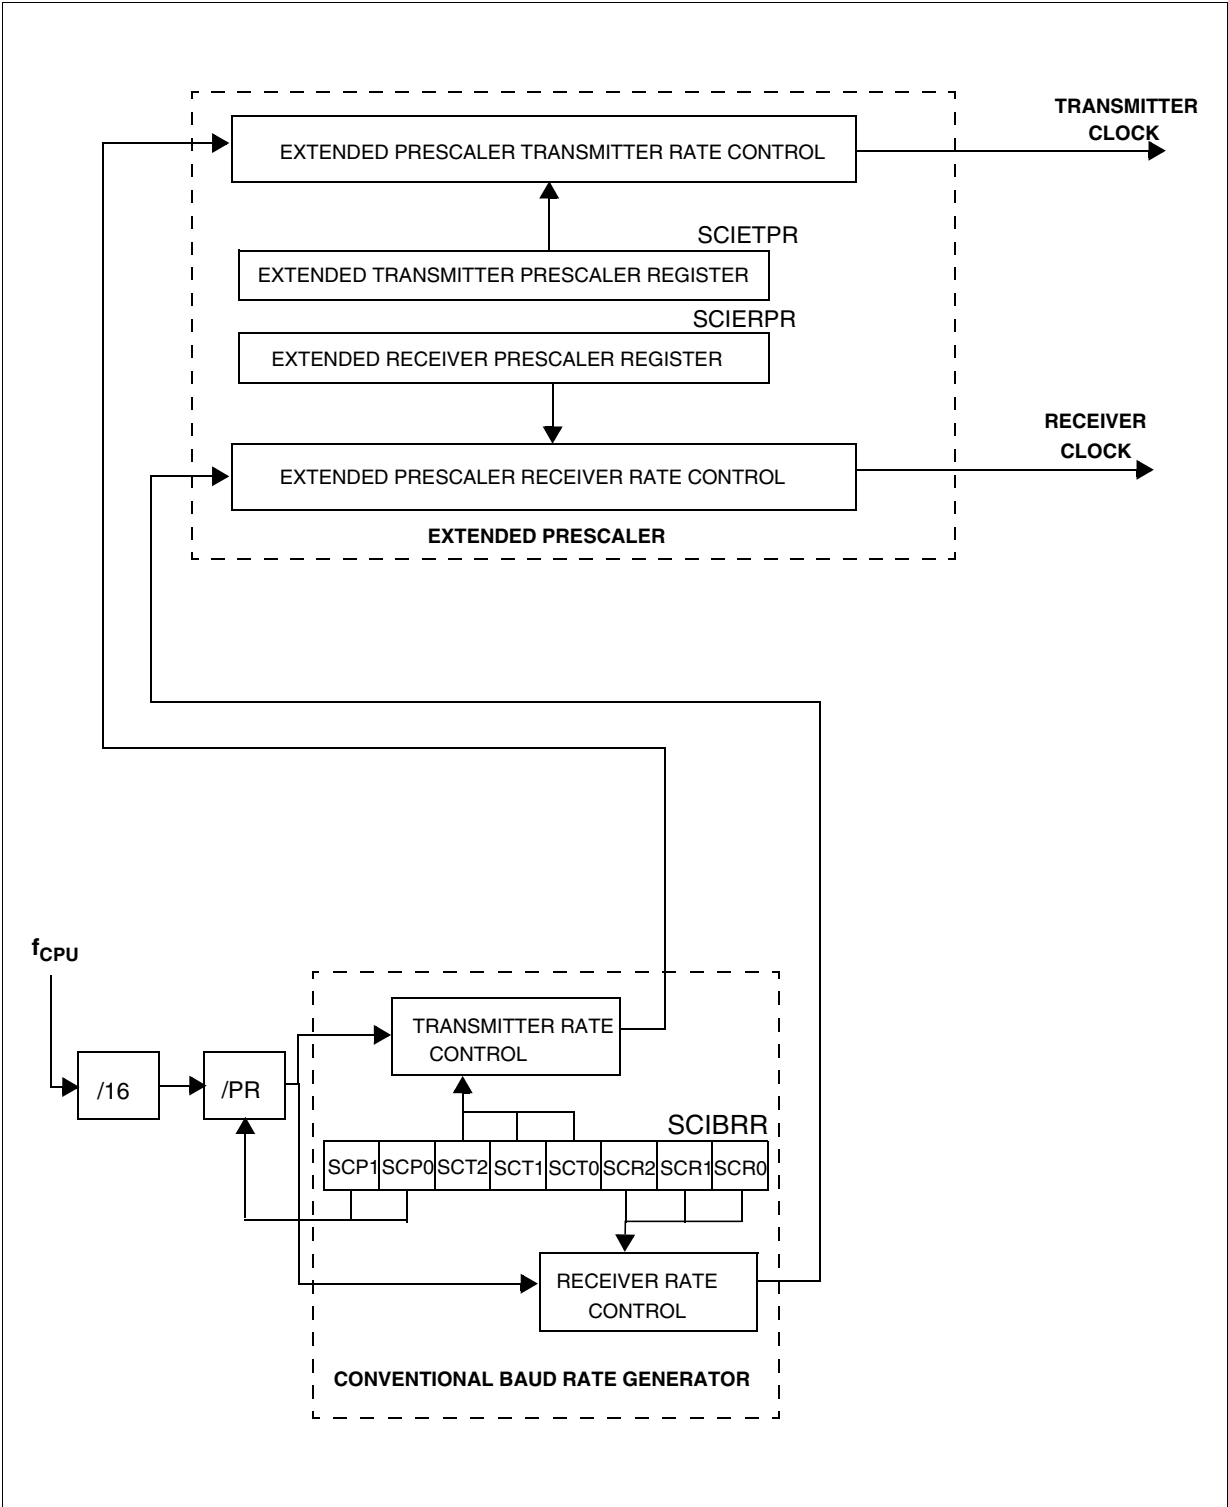 TRANSMITTER
CLOCK
EXTENDED PRESCALER TRANSMITTER RATE CONTROL
SCIETPR
EXTENDED TRANSMITTER PRESCALER REGISTER
SCIERPR
EXTENDED RECEIVER PRESCALER REGISTER
RECEIVER
CLOCK
EXTENDED PRESCALER RECEIVER RATE CONTROL
EXTENDED PRESCALER
fCPU
TRANSMITTER RATE
CONTROL
/16
/PR
SCIBRR
SCP1 SCP0 SCT2 SCT1 SCT0 SCR2 SCR1 SCR0
RECEIVER RATE
CONTROL
CONVENTIONAL BAUD RATE GENERATOR